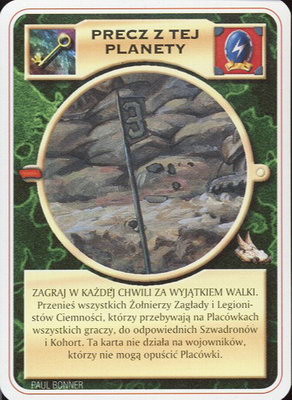 PRECZ Z TEJ
PLANETY
ZAGRAJ W KAŻDEJ CHWILI ZA WYJĄTKIEM WALKI.
Przenieś wszystkich Żołnierzy Zagłady i Legioni-
stów Ciemności, którzy przebywają na Placówkach
wszystkich graczy, do odpowiednich Szwadronów
i Kohort. Ta karta nie działa na wojowników,
którzy nie mogą opuścić Placówki.
PAUL BONNER